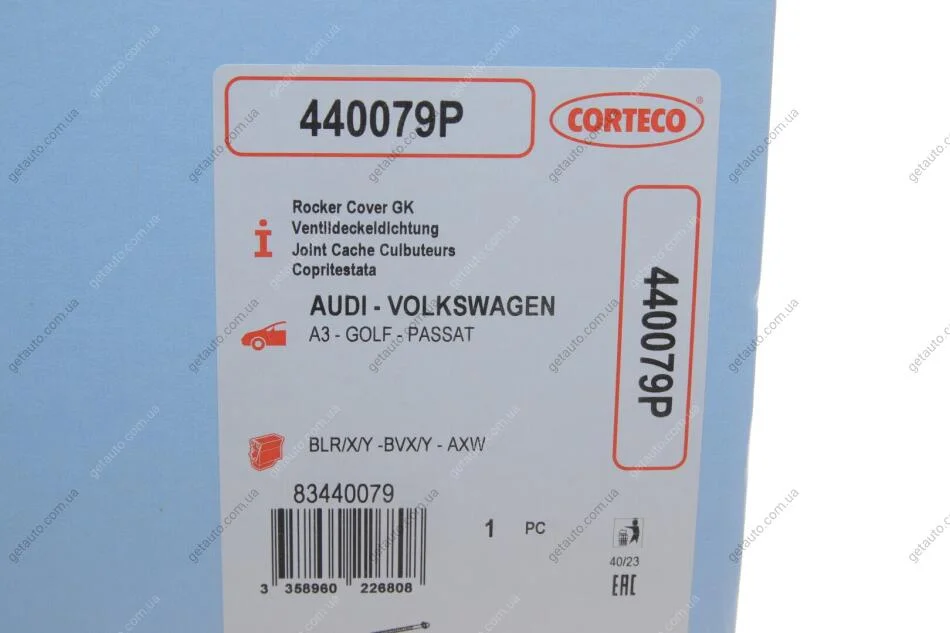 440079P
CORTECO®
Rocker Cover GK
Ventildeckeldichtung
Joint Cache Culbuteurs
Copritestata
AUDI - VOLKSWAGEN
A3 - GOLF - PASSAT
440079P
BLR/X/Y -BVX/Y - AXW
83440079
1 PC
40/23
EAC
3 358960 226808
getauto.com.ua